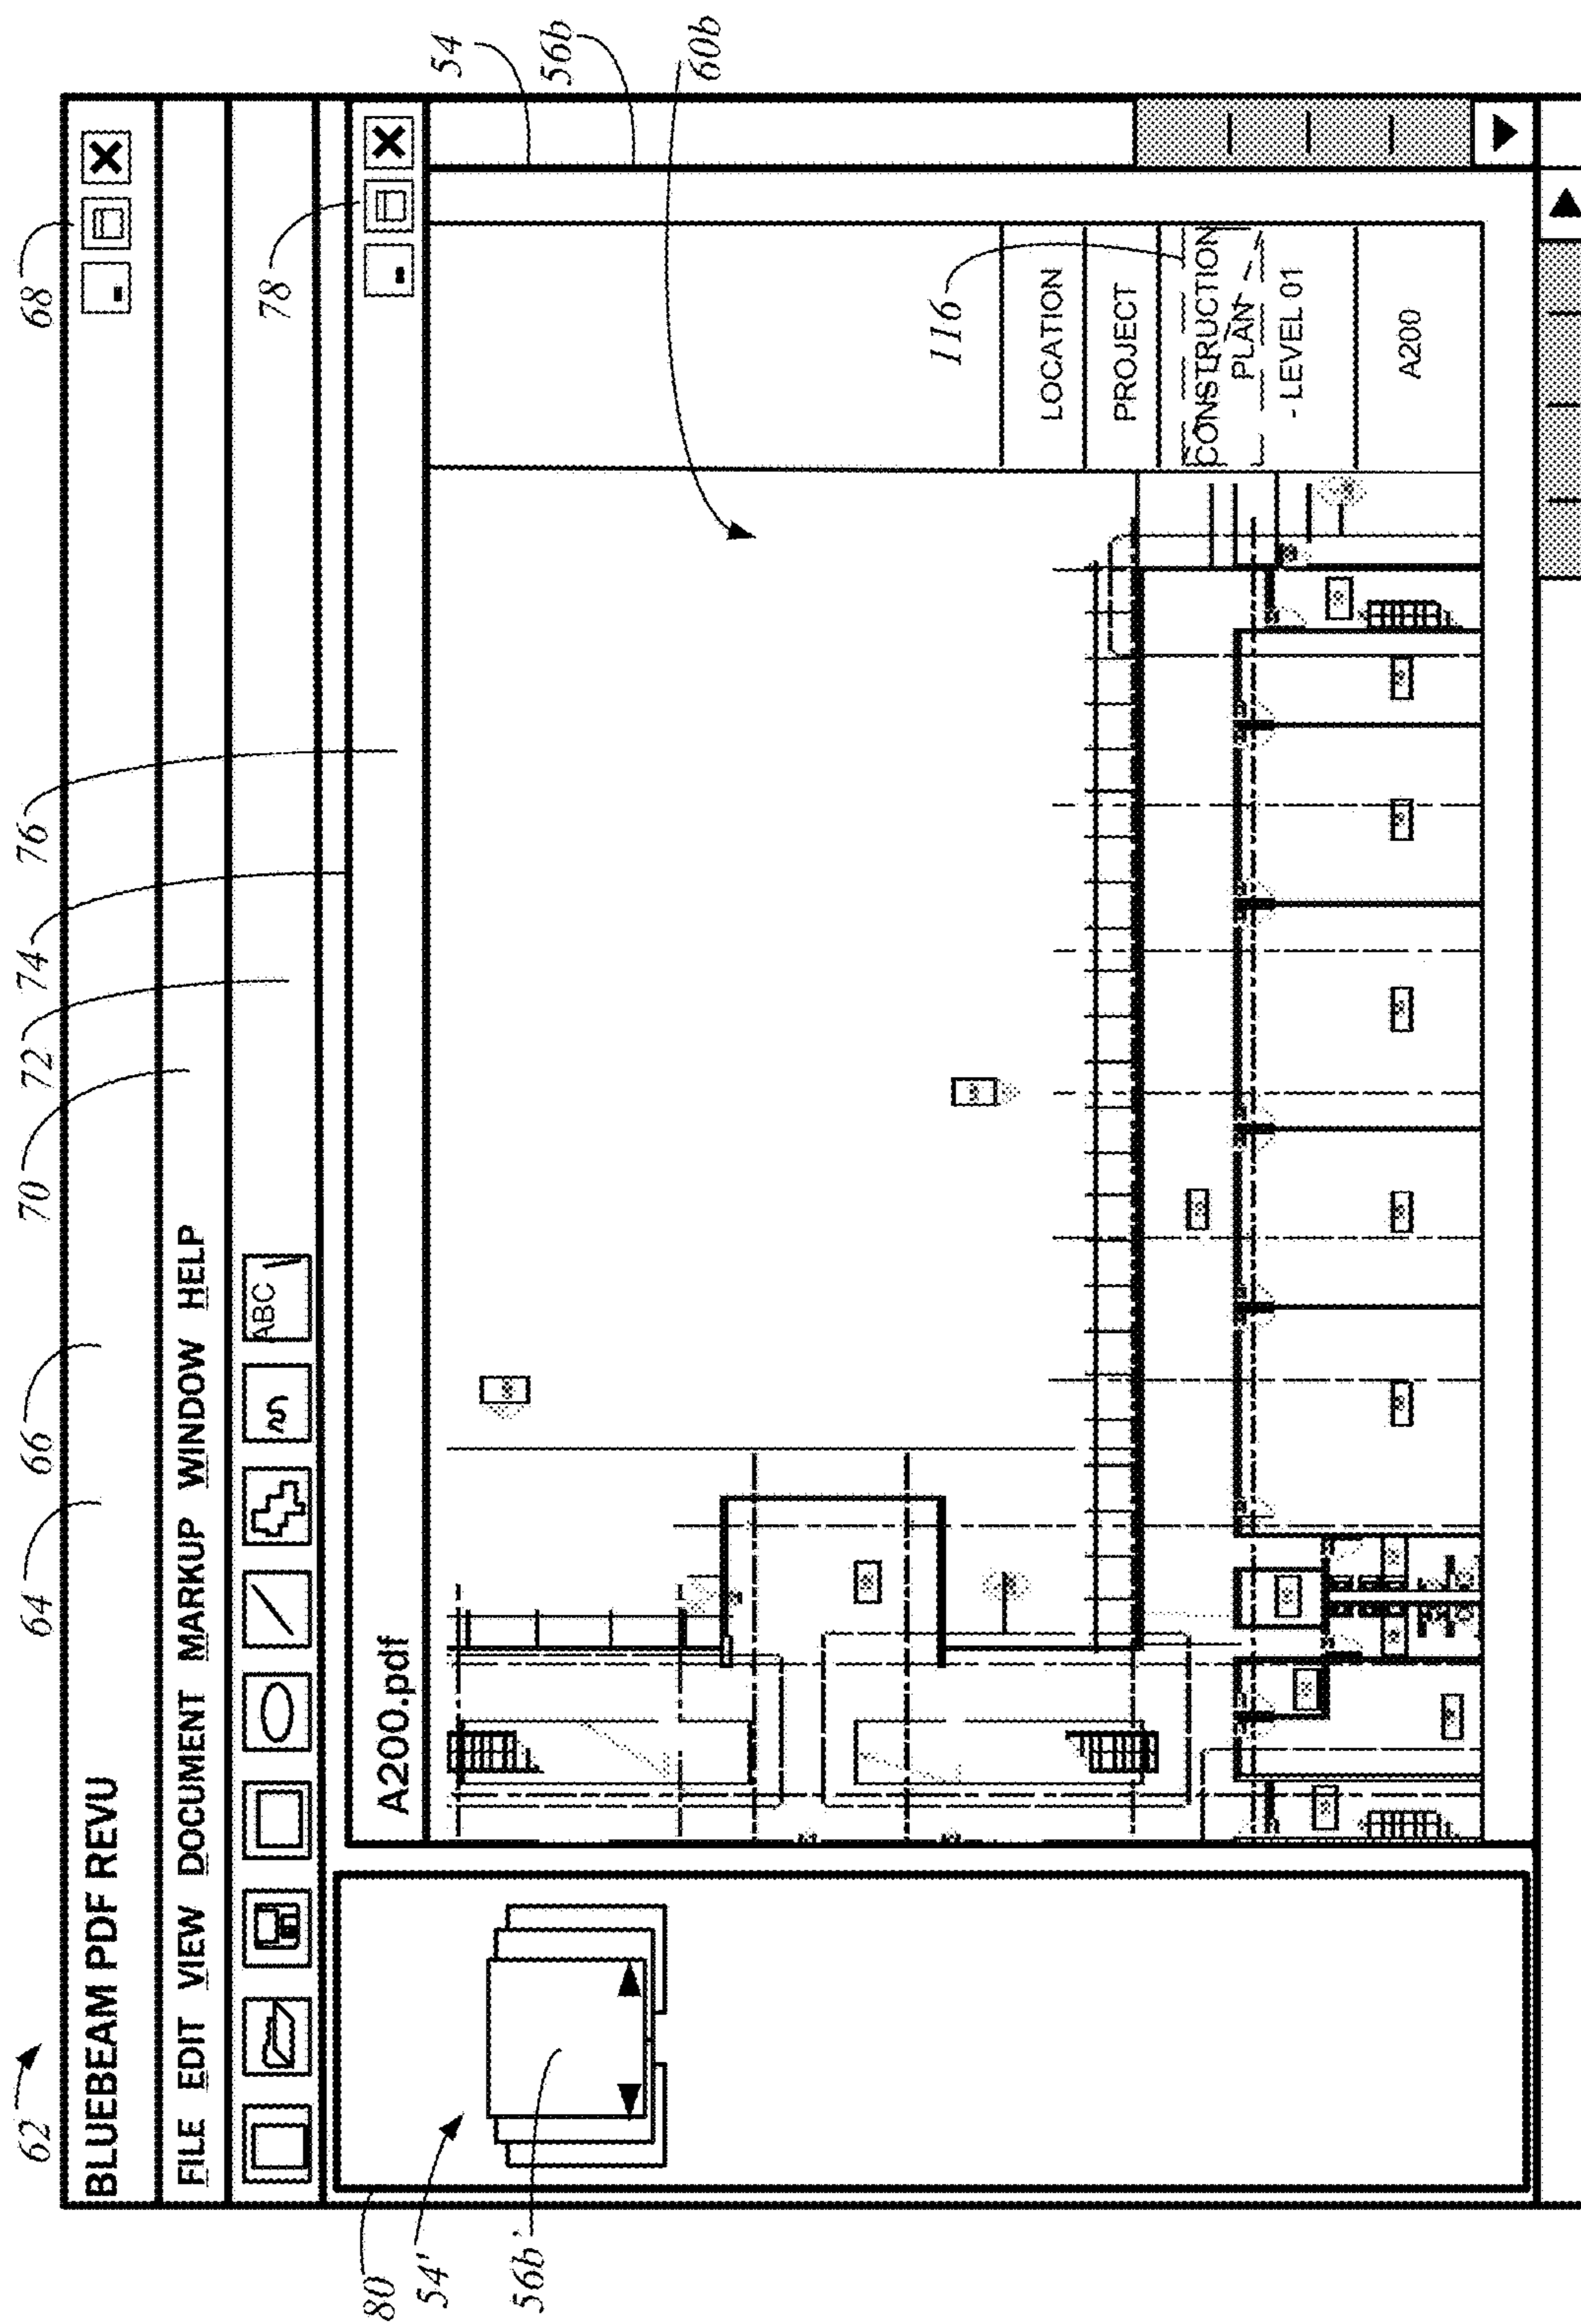 62
64
66
70
72
74
76
68
BLUEBEAM PDF REVU
FILE EDIT VIEW DOCUMENT MARKUP WINDOW HELP
ABC
78
A200.pdf
54
56b
60b
80
54'
56b'
116
LOCATION
PROJECT
CONSTRUCTION
PLAN
- LEVEL 01
A200